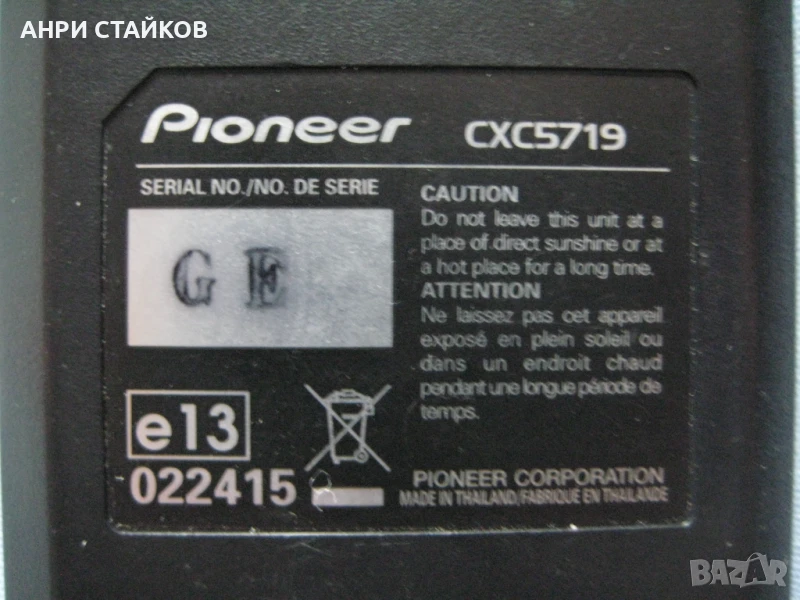 АНРИ СТАЙКОВ
Pioneer CXC5719
SERIAL NO./NO. DE SERIE
G E
CAUTION
Do not leave this unit at a
place of direct sunshine or at
a hot place for a long time.
ATTENTION
Ne laissez pas cet appareil
exposé en plein soleil ou
dans un endroit chaud
pendant une longue période de
temps.
e13
022415
PIONEER CORPORATION
MADE IN THAILAND/FABRIQUE EN THAILANDE
BAZAR